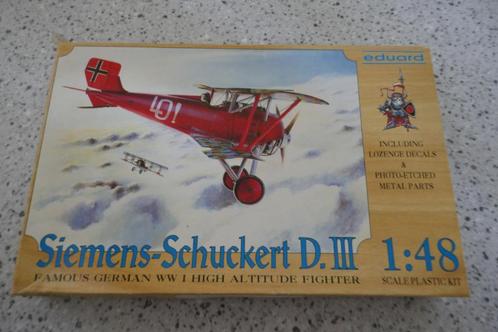 eduard
INCLUDING
LOZENGE DECALS
&
PHOTO-ETCHED
METAL PARTS
LO!
Siemens-Schuckert D.III
FAMOUS GERMAN WW I HIGH ALTITUDE FIGHTER
1:48
SCALE PLASTIC KIT